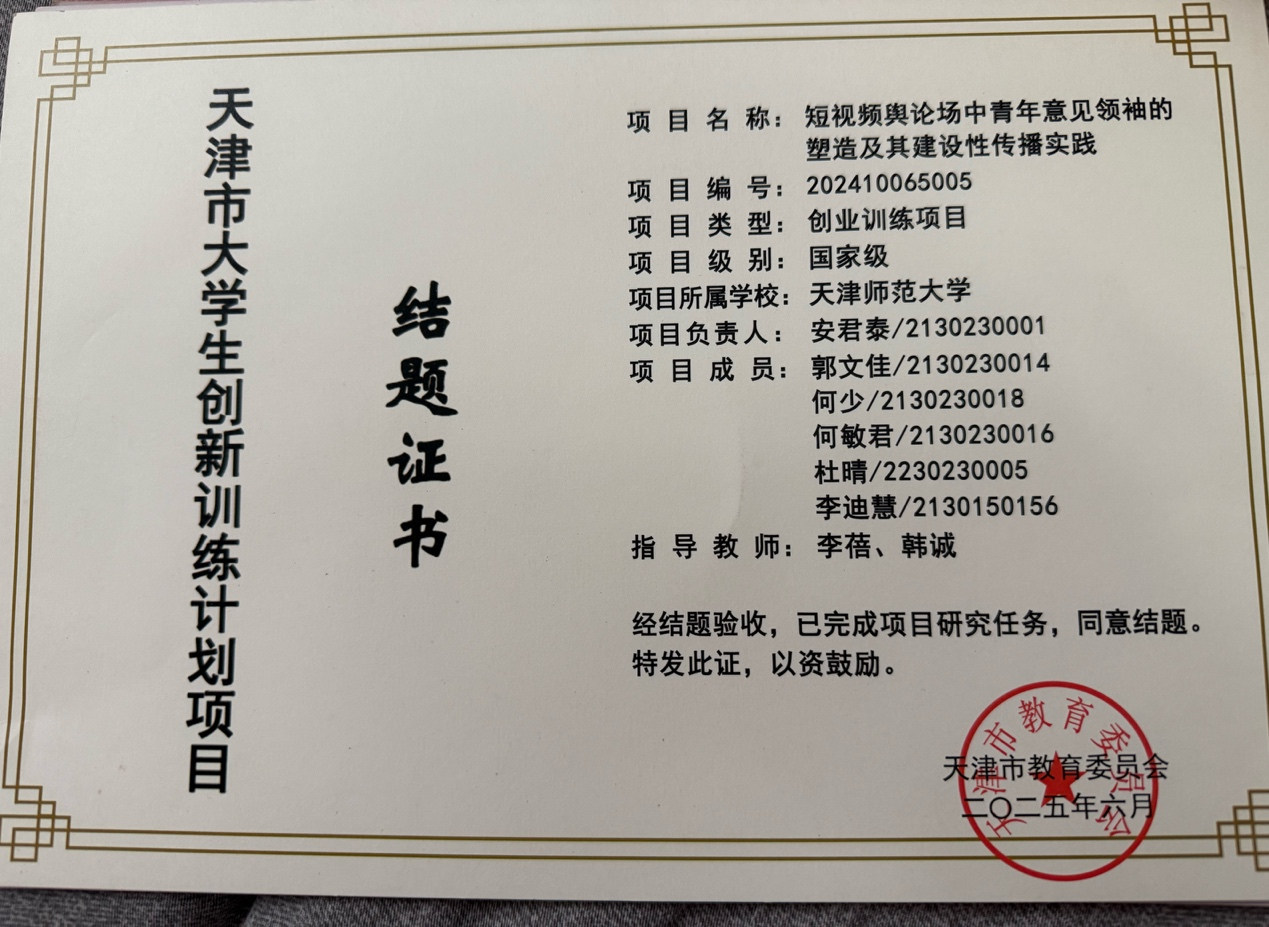 天津市大学生创新训练计划项目
结题证书
项目名称：短视频舆论场中青年意见领袖的
塑造及其建设性传播实践
项目编号：202410065005
项目类型：创业训练项目
项目级别：国家级
项目所属学校：天津师范大学
项目负责人：安君泰/2130230001
项目成员：郭文佳/2130230014
何少/2130230018
何敏君/2130230016
杜晴/2230230005
李迪慧/2130150156
指导教师：李蓓、韩诚
经结题验收，已完成项目研究任务，同意结题。
特发此证，以资鼓励。
天津市教育委员会
二〇二五年六月
天津市教育委员会